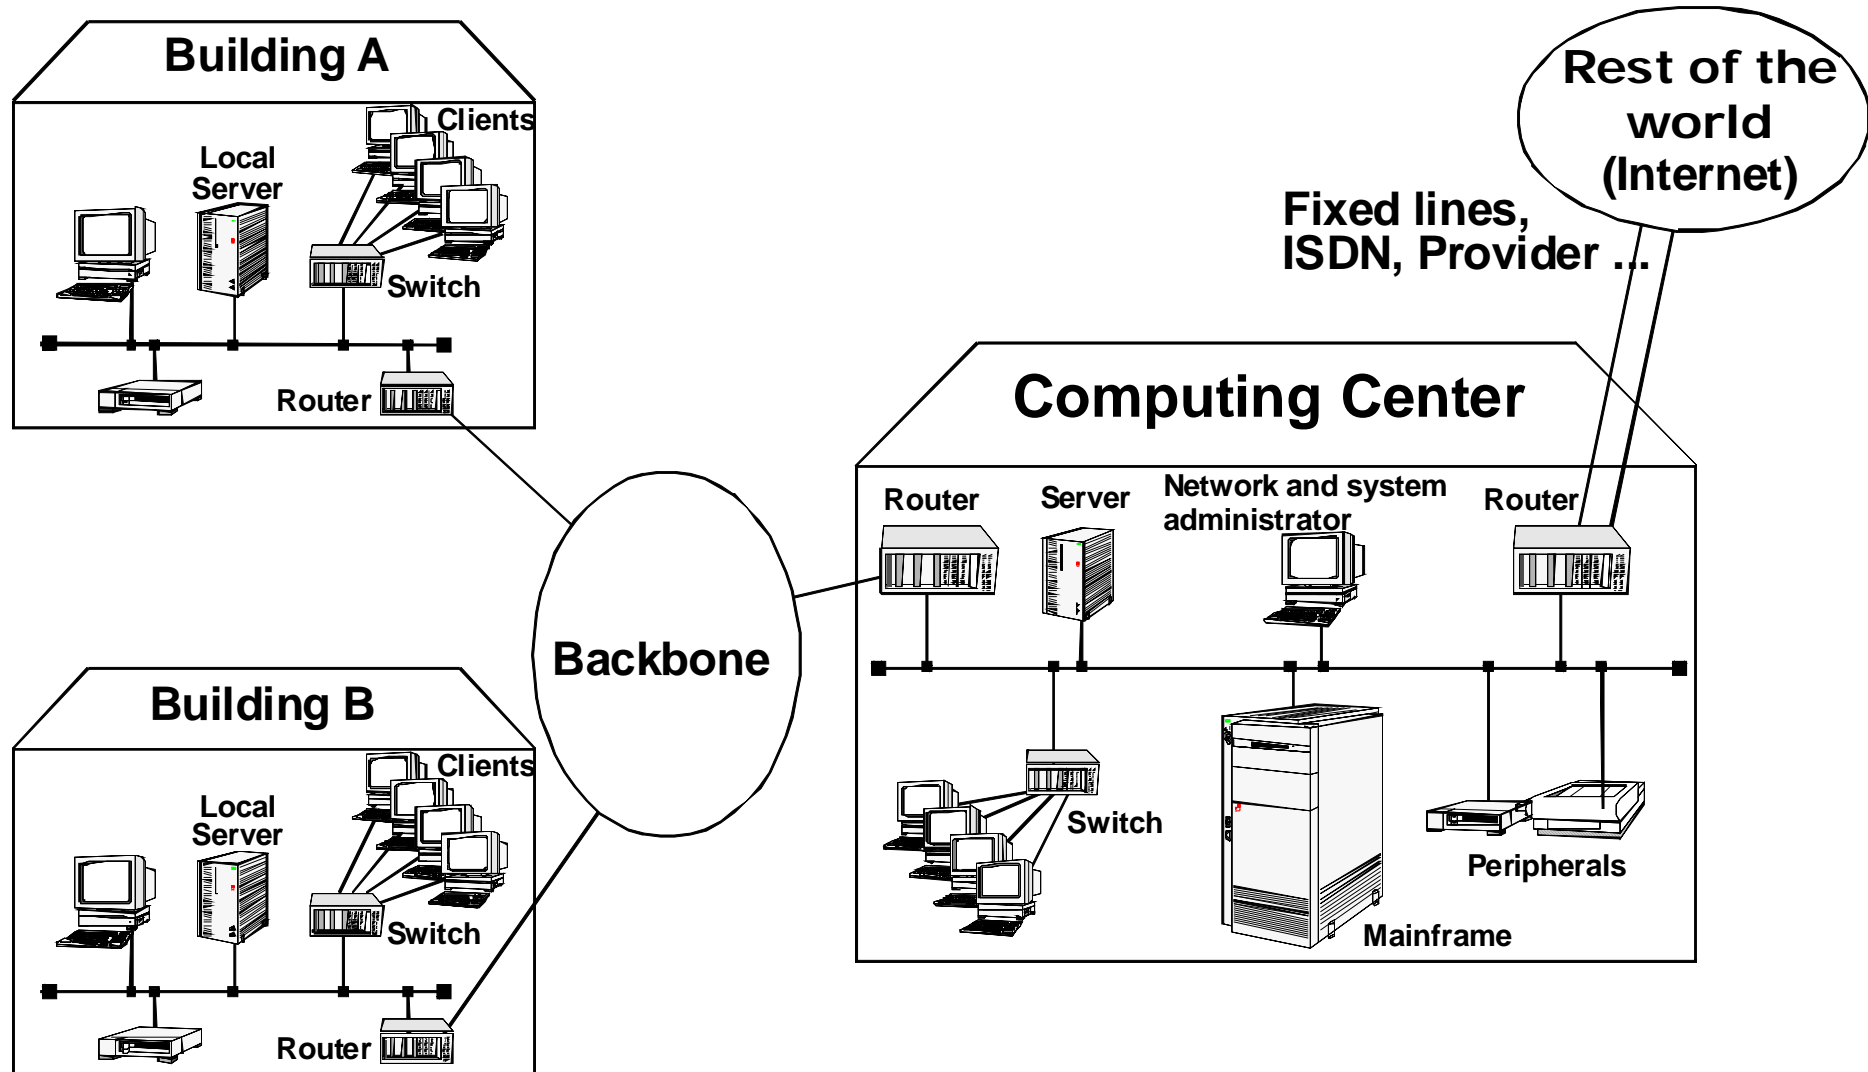 Building A
Clients
Local
Server
Switch
Router
Rest of the
world
(Internet)
Fixed lines,
ISDN, Provider ...
Computing Center
Router
Server
Network and system
administrator
Router
Switch
Mainframe
Peripherals
Backbone
Building B
Clients
Local
Server
Switch
Router